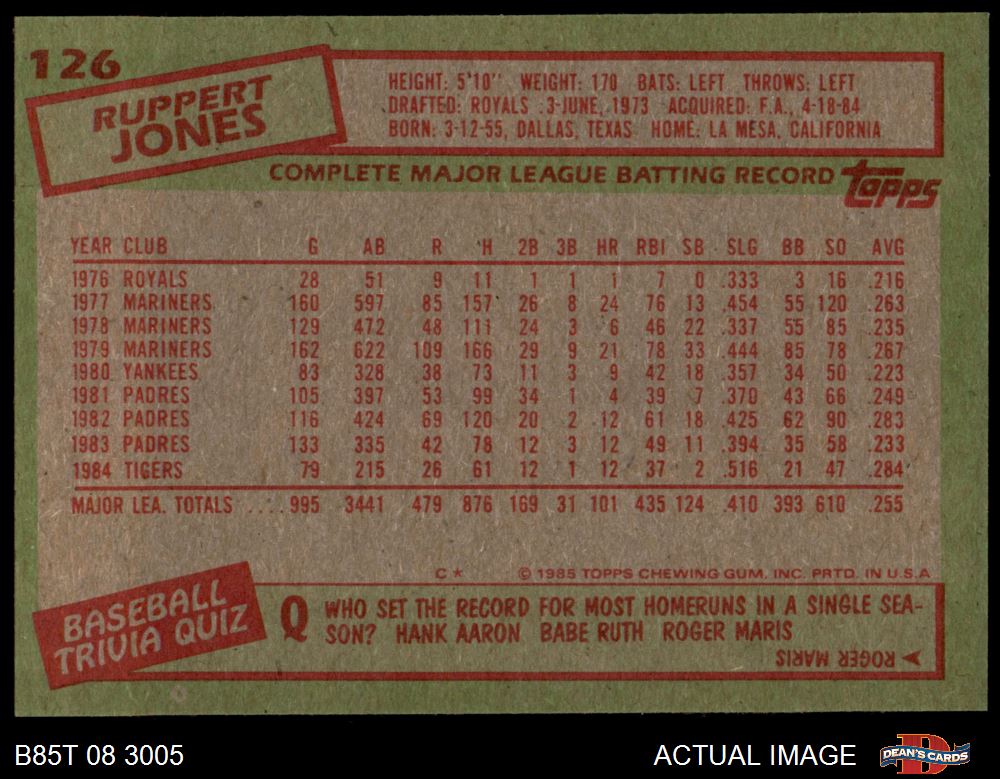 126
RUPPERT
JONES
HEIGHT: 5'10" WEIGHT: 170 BATS: LEFT THROWS: LEFT
DRAFTED: ROYALS .3-JUNE, 1973 ACQUIRED: F.A., 4-18-84
BORN: 3-12-55, DALLAS, TEXAS HOME: LA MESA, CALIFORNIA
COMPLETE MAJOR LEAGUE BATTING RECORD topps
YEAR CLUB G AB R H 2B 3B HR RBI SB SLG BB SO AVG
1976 ROYALS 28 51 9 11 1 1 1 7 0 .333 3 16 .216
1977 MARINERS 160 597 85 157 26 8 24 76 13 .454 55 120 .263
1978 MARINERS 129 472 48 111 24 3 6 46 22 .337 55 85 .235
1979 MARINERS 162 622 109 166 29 9 21 78 33 .444 85 78 .267
1980 YANKEES 83 328 38 73 11 3 9 42 18 .357 34 50 .223
1981 PADRES 105 397 53 99 34 1 4 39 7 .370 43 66 .249
1982 PADRES 116 424 69 120 20 2 12 61 18 .425 62 90 .283
1983 PADRES 133 335 42 78 12 3 12 49 11 .394 35 58 .233
1984 TIGERS 79 215 26 61 12 1 12 37 2 .516 21 47 .284
MAJOR LEA. TOTALS .... 995 3441 479 876 169 31 101 435 124 .410 393 610 .255
C* © 1985 TOPPS CHEWING GUM, INC. PRTD. IN U.S.A
BASEBALL
TRIVIA QUIZ
Q WHO SET THE RECORD FOR MOST HOMERUNS IN A SINGLE SEA-
SON? HANK AARON BABE RUTH ROGER MARIS
ROGER MARIS
B85T 08 3005 ACTUAL IMAGE DEAN'S CARDS